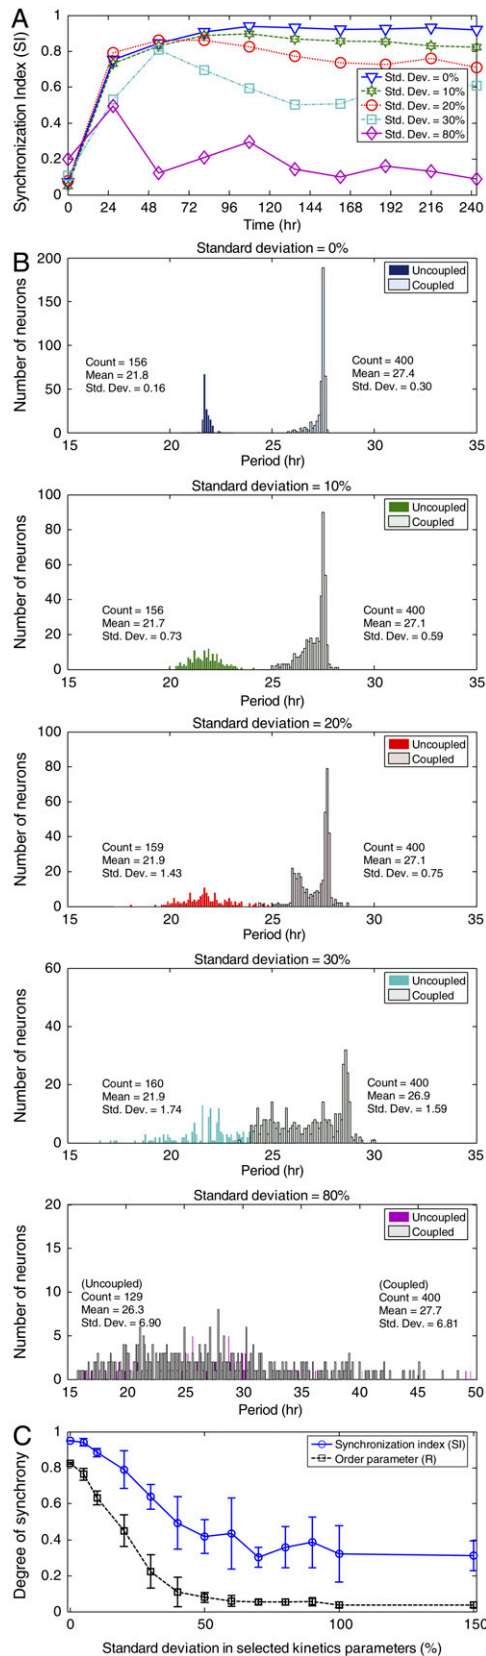 A
Synchronization Index (SI)
1
0.8
0.6
0.4
0.2
0
Std. Dev. = 0%
Std. Dev. = 10%
Std. Dev. = 20%
Std. Dev. = 30%
Std. Dev. = 80%
0 24 48 72 96 120 144 168 192 216 240
Time (hr)
B
Standard deviation = 0%
Number of neurons
200
150
100
50
0
Uncoupled
Coupled
Count = 156
Mean = 21.8
Std. Dev. = 0.16
Count = 400
Mean = 27.4
Std. Dev. = 0.30
15 20 25 30 35
Period (hr)
Standard deviation = 10%
Number of neurons
100
80
60
40
20
0
Uncoupled
Coupled
Count = 156
Mean = 21.7
Std. Dev. = 0.73
Count = 400
Mean = 27.1
Std. Dev. = 0.59
15 20 25 30 35
Period (hr)
Standard deviation = 20%
Number of neurons
100
80
60
40
20
0
Uncoupled
Coupled
Count = 159
Mean = 21.9
Std. Dev. = 1.43
Count = 400
Mean = 27.1
Std. Dev. = 0.75
15 20 25 30 35
Period (hr)
Standard deviation = 30%
Number of neurons
60
40
20
0
Uncoupled
Coupled
Count = 160
Mean = 21.9
Std. Dev. = 1.74
Count = 400
Mean = 26.9
Std. Dev. = 1.59
15 20 25 30 35
Period (hr)
Standard deviation = 80%
Number of neurons
20
15
10
5
0
Uncoupled
Coupled
(Uncoupled)
Count = 129
Mean = 26.3
Std. Dev. = 6.90
(Coupled)
Count = 400
Mean = 27.7
Std. Dev. = 6.81
15 20 25 30 35 40 45 50
Period (hr)
C
Degree of synchrony
1
0.8
0.6
0.4
0.2
0
Synchronization index (SI)
Order parameter (R)
0 50 100 150
Standard deviation in selected kinetics parameters (%)